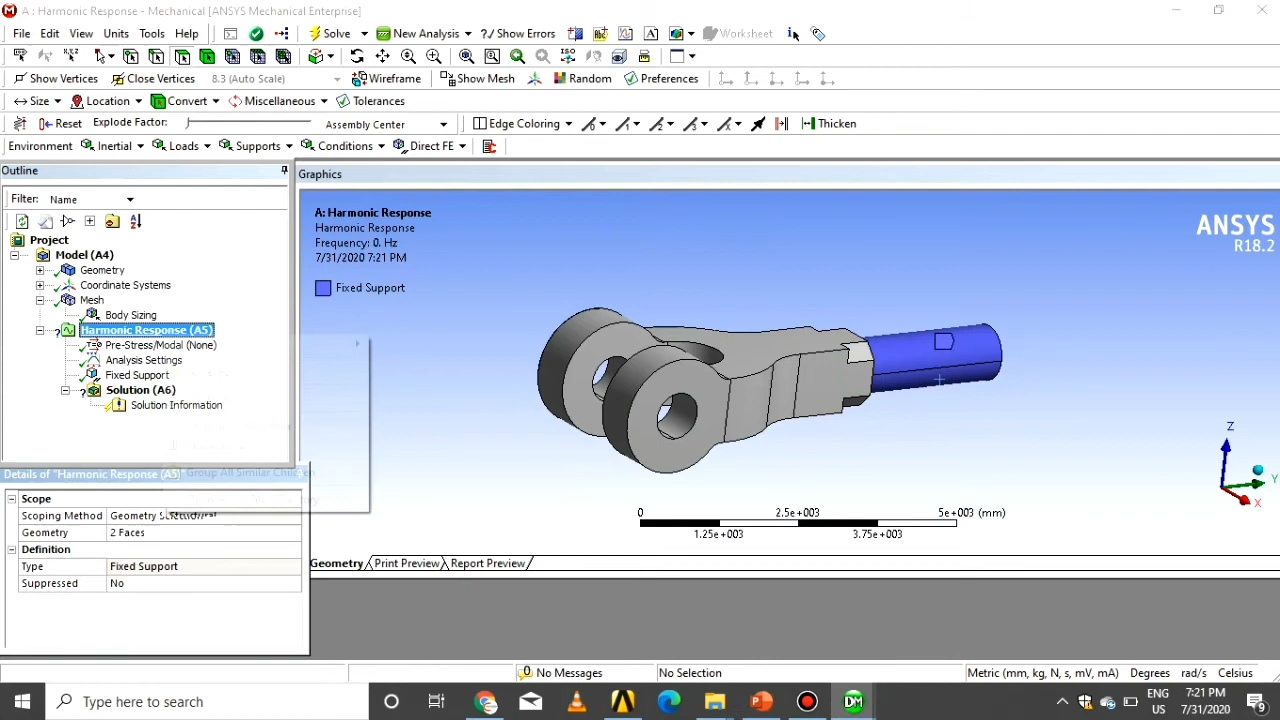 A : Harmonic Response - Mechanical [ANSYS Mechanical Enterprise]
File Edit View Units Tools Help Solve New Analysis ?/ Show Errors Worksheet
Show Vertices Close Vertices 8.3 (Auto Scale) Wireframe Show Mesh Random Preferences
Size Location Convert Miscellaneous Tolerances
Reset Explode Factor: Assembly Center Edge Coloring Thicken
Environment Inertial Loads Supports Conditions Direct FE
Outline
Filter: Name
Project
Model (A4)
Geometry
Coordinate Systems
Mesh
Body Sizing
Harmonic Response (A5)
Pre-Stress/Modal (None)
Analysis Settings
Fixed Support
Solution (A6)
Solution Information
Details of "Harmonic Response (A5)"
Group All Similar Children
Scope
Scoping Method Geometry
Geometry 2 Faces
Definition
Type Fixed Support
Suppressed No
Graphics
A: Harmonic Response
Harmonic Response
Frequency: 0. Hz
7/31/2020 7:21 PM
Fixed Support
ANSYS
R18.2
Z
Y
X
0 2.5e+003 5e+003 (mm)
1.25e+003 3.75e+003
Geometry Print Preview Report Preview
0 No Messages No Selection Metric (mm, kg, N, s, mV, mA) Degrees rad/s Celsius
Type here to search
DM
ENG
US
7:21 PM
7/31/2020
9